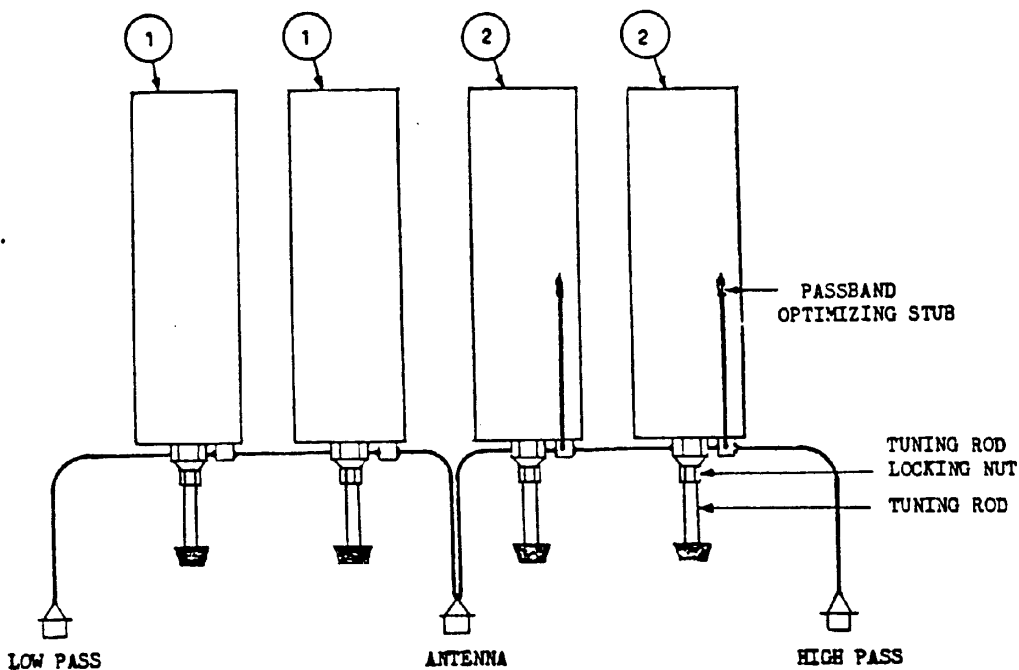 1 1 2 2
PASSBAND
OPTIMIZING STUB
TUNING ROD
LOCKING NUT
TUNING ROD
LOW PASS ANTENNA HIGH PASS